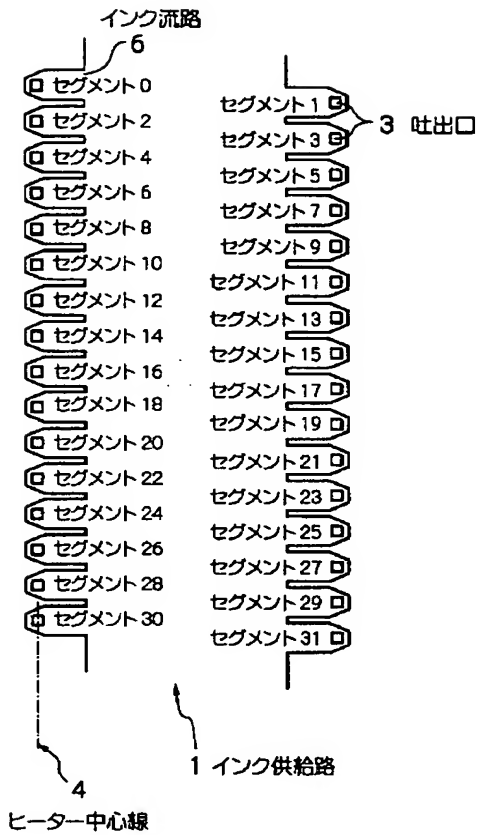 インク流路
6
セグメント 0
セグメント 2
セグメント 4
セグメント 6
セグメント 8
セグメント 10
セグメント 12
セグメント 14
セグメント 16
セグメント 18
セグメント 20
セグメント 22
セグメント 24
セグメント 26
セグメント 28
セグメント 30
セグメント 1
セグメント 3
セグメント 5
セグメント 7
セグメント 9
セグメント 11
セグメント 13
セグメント 15
セグメント 17
セグメント 19
セグメント 21
セグメント 23
セグメント 25
セグメント 27
セグメント 29
セグメント 31
3 吐出口
1 インク供給路
4
ヒーター中心線